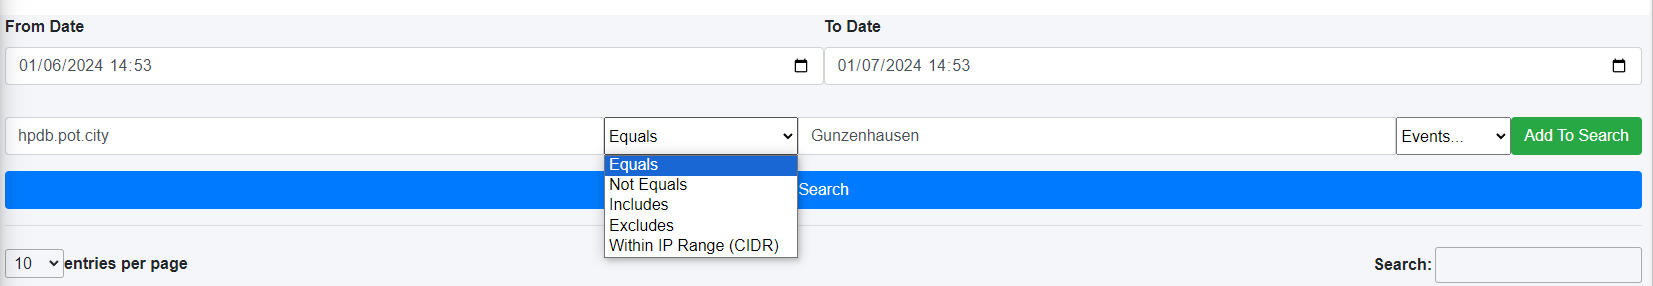 From Date
To Date
01/06/2024 14:53
01/07/2024 14:53
hpdb.pot.city
Equals
Gunzenhausen
Events...
Add To Search
Equals
Not Equals
Includes
Excludes
Within IP Range (CIDR)
Search
10 entries per page
Search: